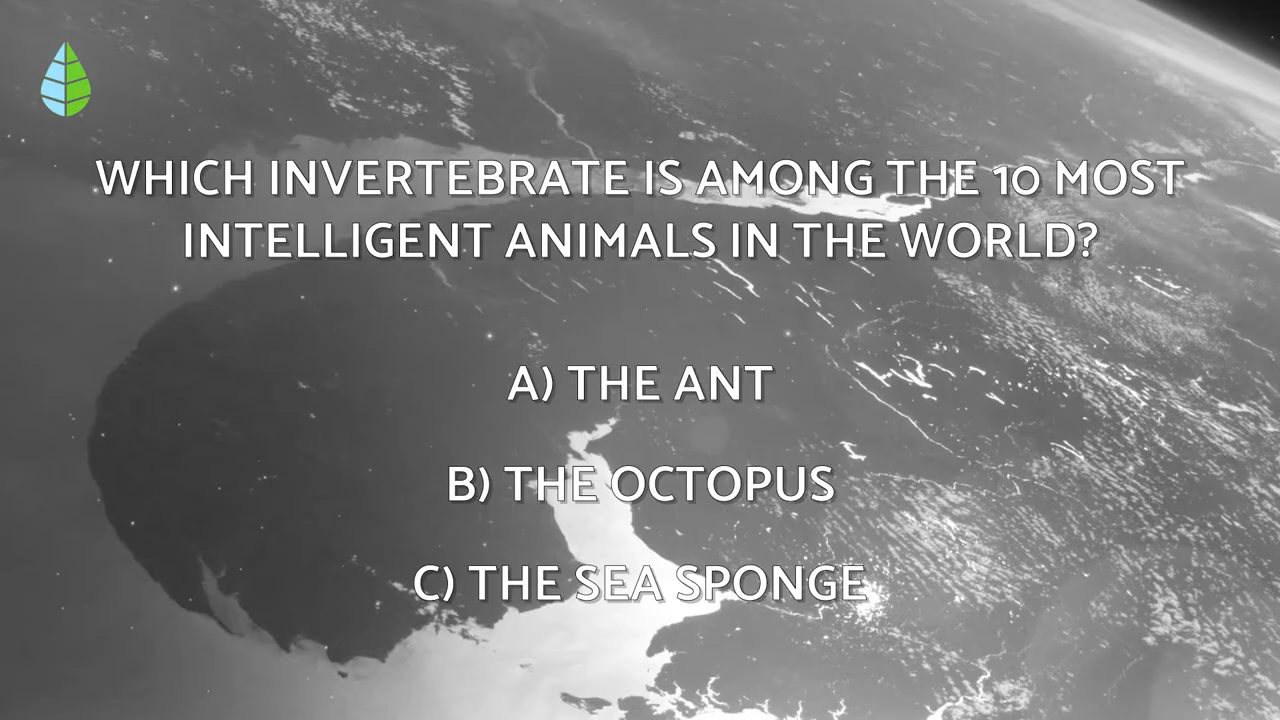 WHICH INVERTEBRATE IS AMONG THE 10 MOST
INTELLIGENT ANIMALS IN THE WORLD?
A) THE ANT
B) THE OCTOPUS
C) THE SEA SPONGE